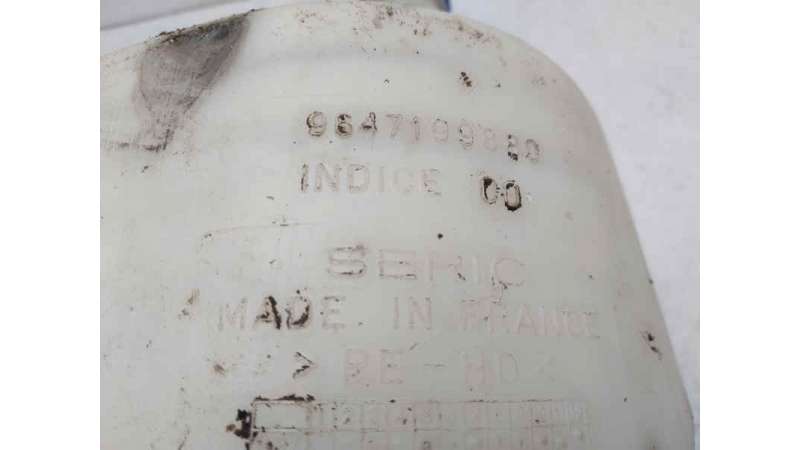 9647109880
INDICE 00
SERIC
MADE IN FRANCE
> PE-HD <